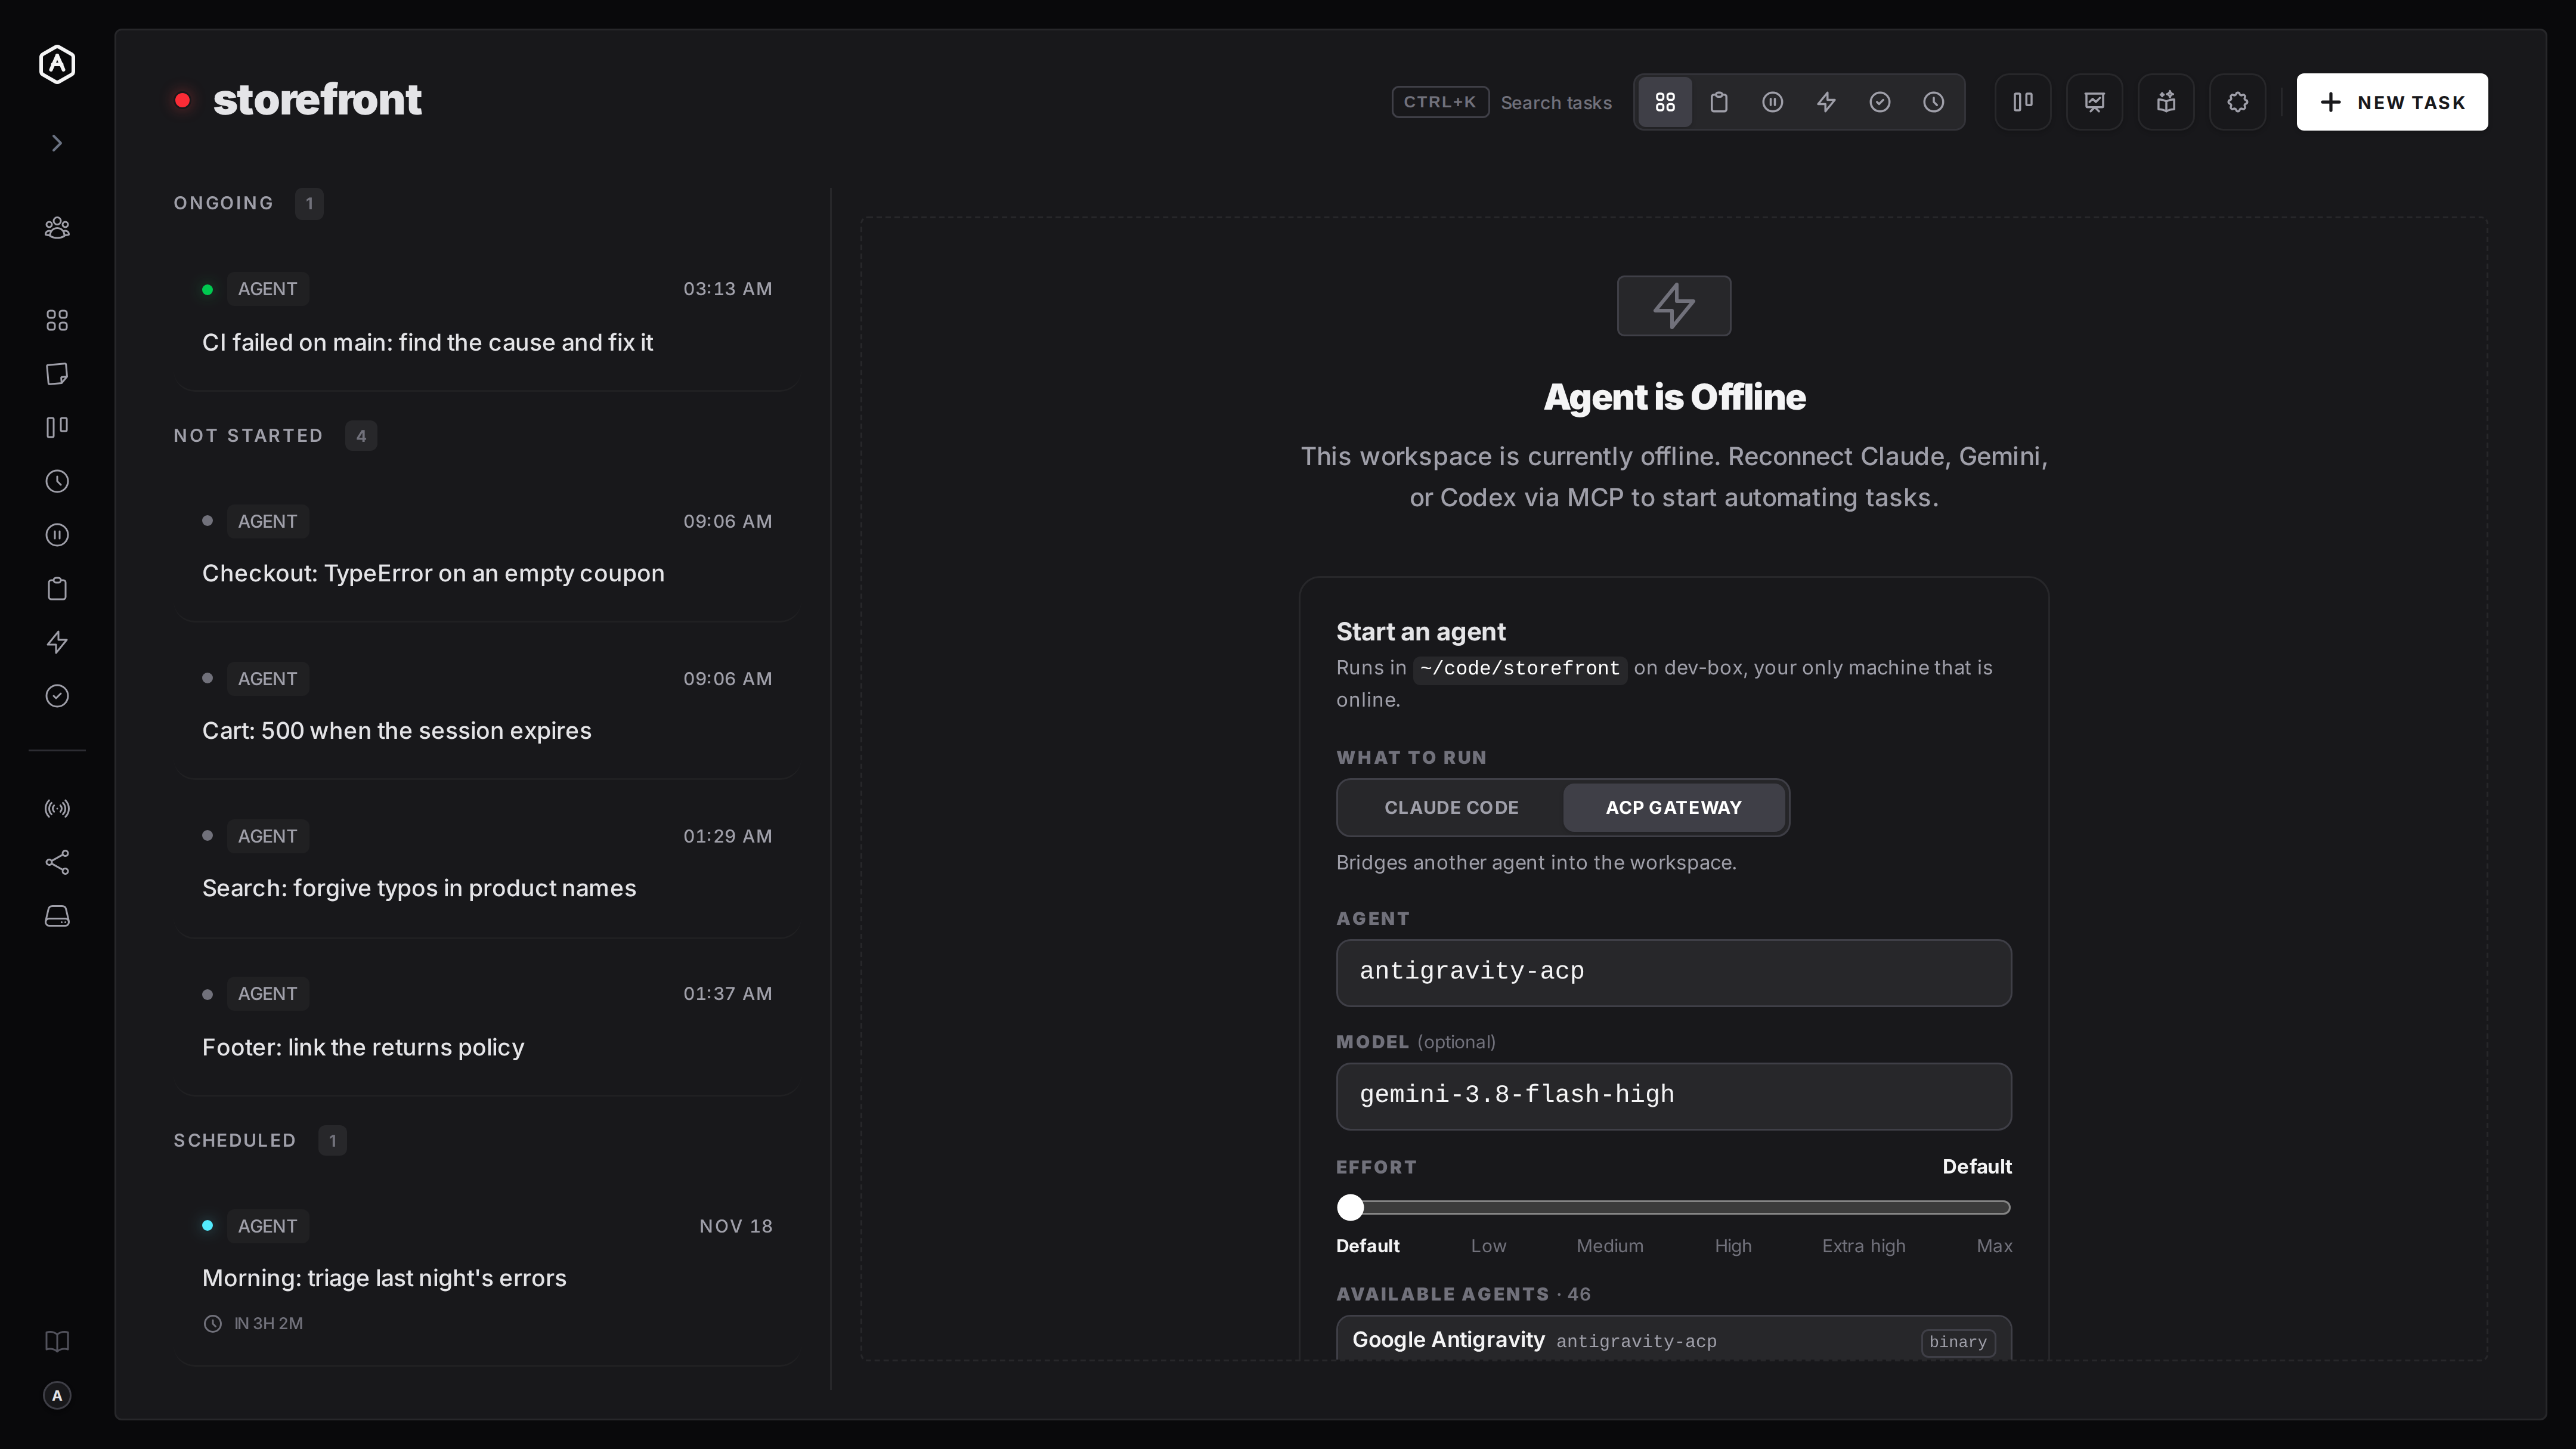 storefront
CTRL+K Search tasks
NEW TASK
ONGOING 1
AGENT 03:13 AM
CI failed on main: find the cause and fix it
NOT STARTED 4
AGENT 09:06 AM
Checkout: TypeError on an empty coupon
AGENT 09:06 AM
Cart: 500 when the session expires
AGENT 01:29 AM
Search: forgive typos in product names
AGENT 01:37 AM
Footer: link the returns policy
SCHEDULED 1
AGENT NOV 18
Morning: triage last night's errors
IN 3H 2M
A
Agent is Offline
This workspace is currently offline. Reconnect Claude, Gemini,
or Codex via MCP to start automating tasks.
Start an agent
Runs in ~/code/storefront on dev-box, your only machine that is
online.
WHAT TO RUN
CLAUDE CODE ACP GATEWAY
Bridges another agent into the workspace.
AGENT
antigravity-acp
MODEL (optional)
gemini-3.8-flash-high
EFFORT Default
Default Low Medium High Extra high Max
AVAILABLE AGENTS · 46
Google Antigravity antigravity-acp binary